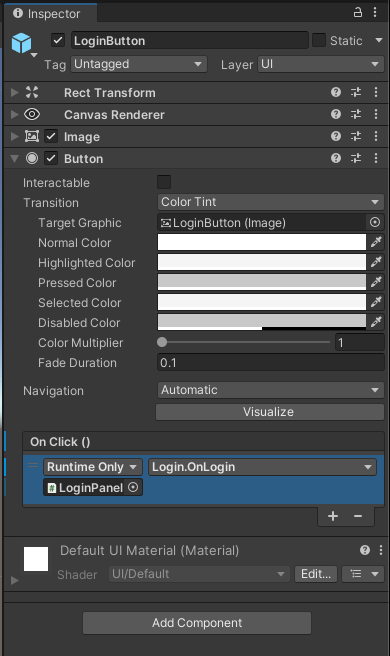 Inspector
LoginButton Static
Tag Untagged Layer UI
Rect Transform
Canvas Renderer
Image
Button
Interactable
Transition Color Tint
Target Graphic LoginButton (Image)
Normal Color
Highlighted Color
Pressed Color
Selected Color
Disabled Color
Color Multiplier 1
Fade Duration 0.1
Navigation Automatic
Visualize
On Click ()
Runtime Only Login.OnLogin
LoginPanel
Default UI Material (Material)
Shader UI/Default Edit...
Add Component